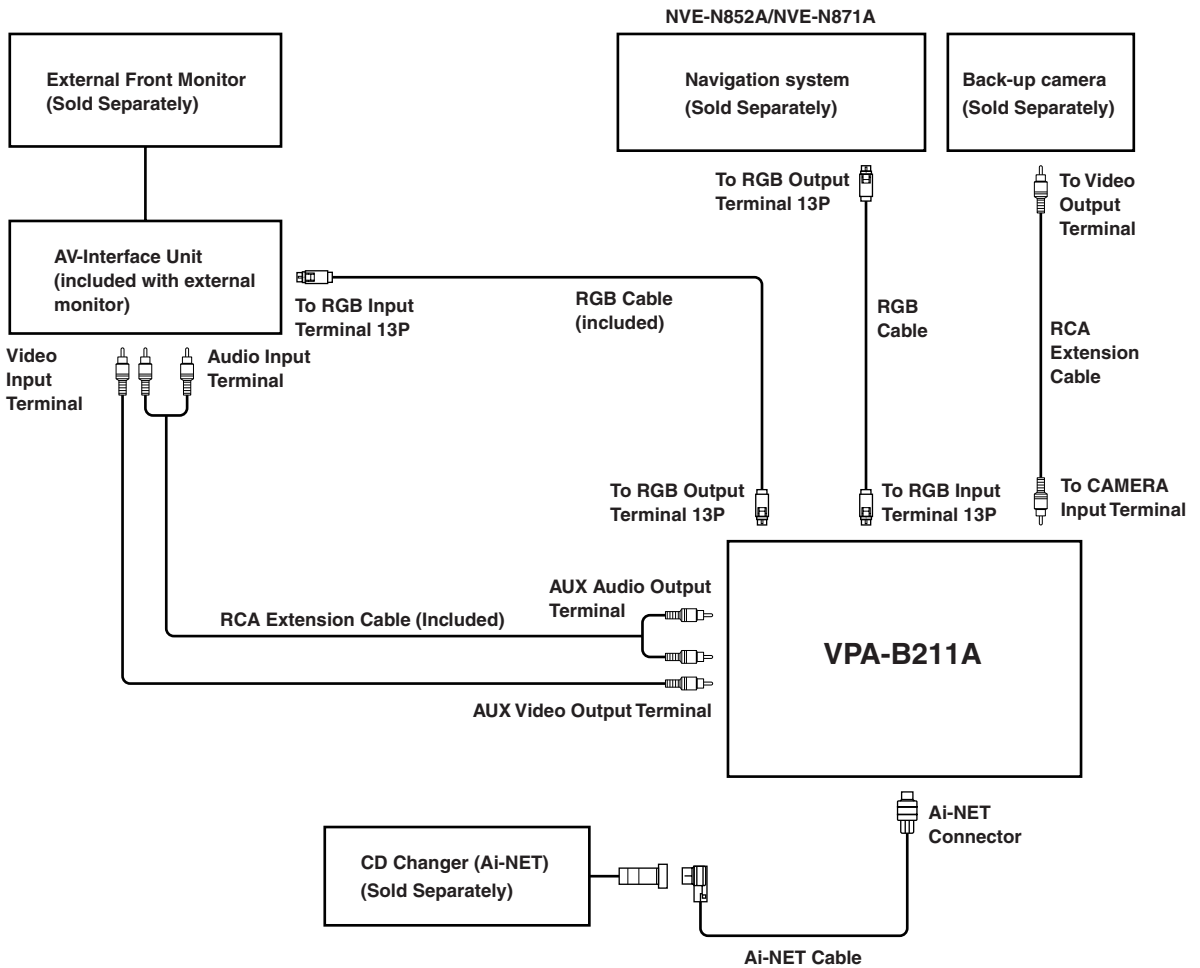 NVE-N852A/NVE-N871A
External Front Monitor
(Sold Separately)
Navigation system
(Sold Separately)
Back-up camera
(Sold Separately)
To RGB Output
Terminal 13P
To Video
Output
Terminal
AV-Interface Unit
(included with external
monitor)
To RGB Input
Terminal 13P
RGB Cable
(included)
RGB
Cable
RCA
Extension
Cable
Video
Input
Terminal
Audio Input
Terminal
To RGB Output
Terminal 13P
To RGB Input
Terminal 13P
To CAMERA
Input Terminal
AUX Audio Output
Terminal
RCA Extension Cable (Included)
VPA-B211A
AUX Video Output Terminal
Ai-NET
Connector
CD Changer (Ai-NET)
(Sold Separately)
Ai-NET Cable